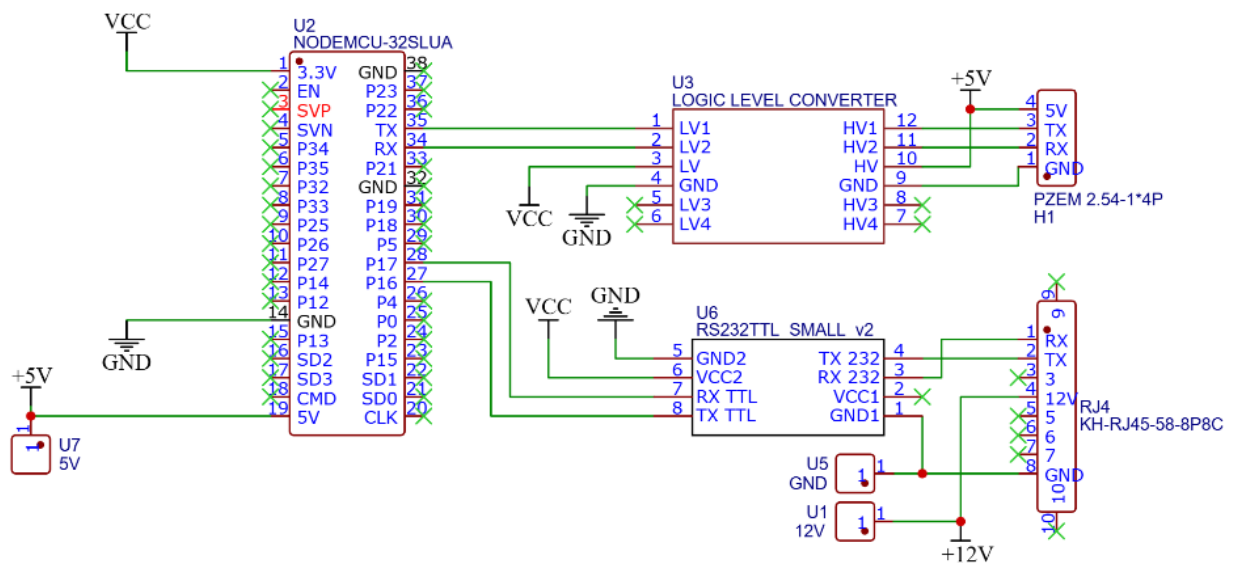 VCC
U2
NODEMCU-32SLUA
1 3.3V GND 38
2 EN P23 37
3 SVP P22 36
4 SVN TX 35
5 P34 RX 34
6 P35 P21 33
7 P32 GND 32
8 P33 P19 31
9 P25 P18 30
10 P26 P5 29
11 P27 P17 28
12 P14 P16 27
13 P12 P4 26
14 GND P0 25
15 P13 P2 24
16 SD2 P15 23
17 SD3 SD1 22
18 CMD SD0 21
19 5V CLK 20
GND
+5V
1
1
U7
5V
U3
LOGIC LEVEL CONVERTER
1 LV1 HV1 12
2 LV2 HV2 11
3 LV HV 10
4 GND GND 9
5 LV3 HV3 8
6 LV4 HV4 7
VCC
GND
+5V
4 5V
3 TX
2 RX
1 GND
PZEM 2.54-1*4P
H1
VCC
GND
U6
RS232TTL_SMALL_v2
5 GND2 TX 232 4
6 VCC2 RX 232 3
7 RX TTL VCC1 2
8 TX TTL GND1 1
U5
GND
1 1
U1
12V
1 1
+12V
9 9
1 RX
2 TX
3 3
4 12V
5 5
6 6
7 7
8 GND
10 10
RJ4
KH-RJ45-58-8P8C